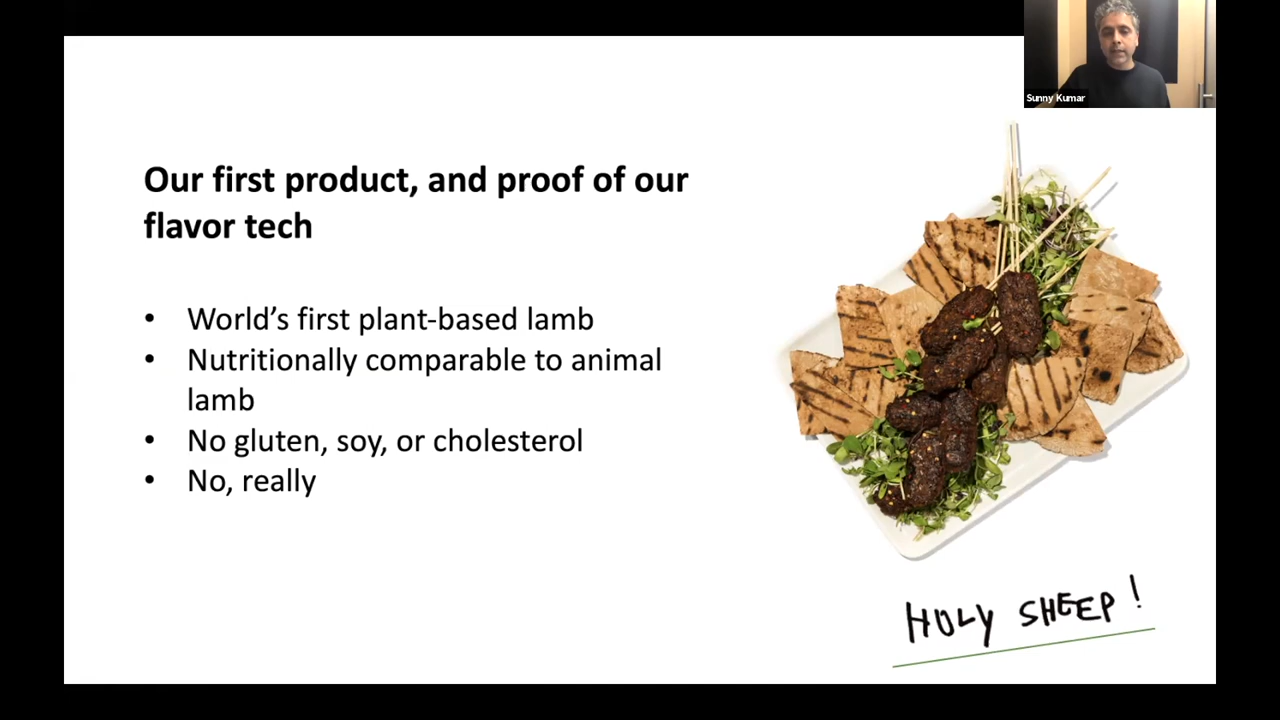 Sunny Kumar
Our first product, and proof of our
flavor tech
• World’s first plant-based lamb
• Nutritionally comparable to animal
lamb
• No gluten, soy, or cholesterol
• No, really
HOLY SHEEP!